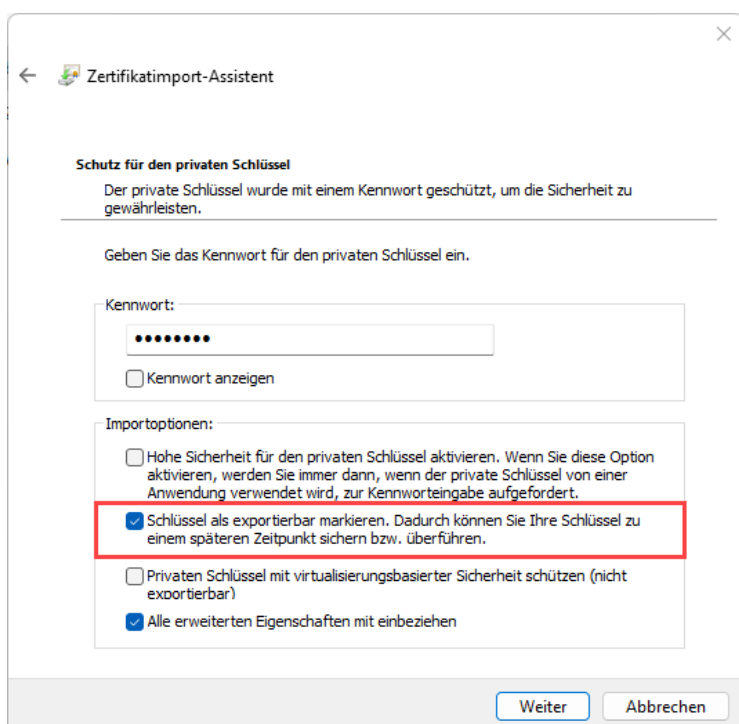 Zertifikatimport-Assistent
Schutz für den privaten Schlüssel
Der private Schlüssel wurde mit einem Kennwort geschützt, um die Sicherheit zu
gewährleisten.
Geben Sie das Kennwort für den privaten Schlüssel ein.
Kennwort:
●●●●●●●●
Kennwort anzeigen
Importoptionen:
Hohe Sicherheit für den privaten Schlüssel aktivieren. Wenn Sie diese Option
aktivieren, werden Sie immer dann, wenn der private Schlüssel von einer
Anwendung verwendet wird, zur Kennworteingabe aufgefordert.
Schlüssel als exportierbar markieren. Dadurch können Sie Ihre Schlüssel zu
einem späteren Zeitpunkt sichern bzw. überführen.
Privaten Schlüssel mit virtualisierungsbasierter Sicherheit schützen (nicht
exportierbar)
Alle erweiterten Eigenschaften mit einbeziehen
Weiter
Abbrechen